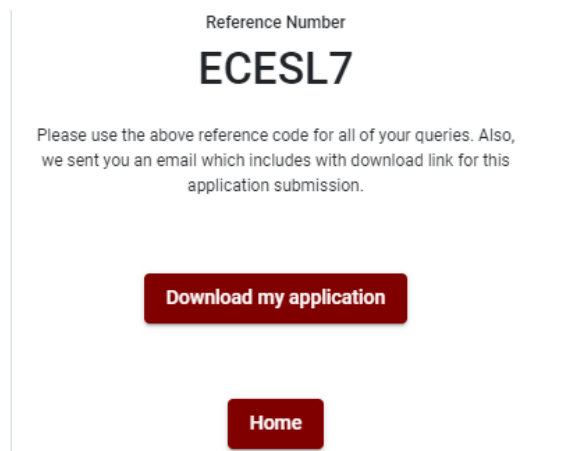 Reference Number
ECESL7
Please use the above reference code for all of your queries. Also,
we sent you an email which includes with download link for this
application submission.
Download my application
Home